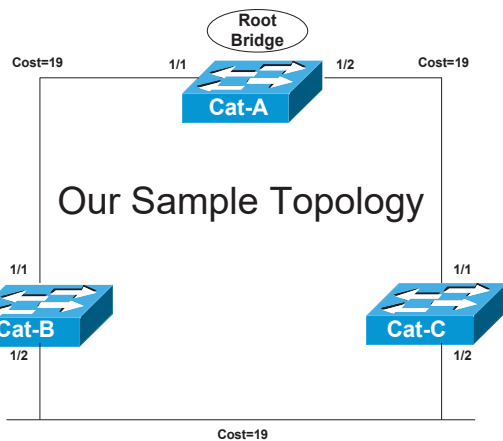 Root
Bridge
Cost=19
1/1
1/2
Cost=19
Cat-A
Our Sample Topology
1/1
1/1
Cat-B
Cat-C
1/2
1/2
Cost=19